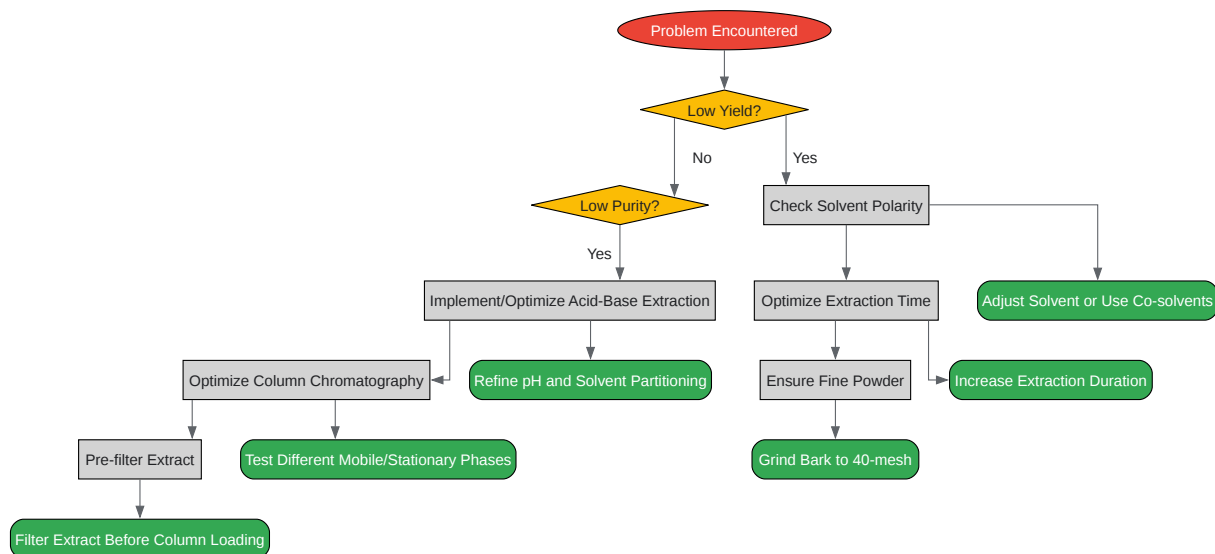 Problem Encountered
Low Yield?
No
Yes
Low Purity?
Check Solvent Polarity
Yes
Implement/Optimize Acid-Base Extraction
Optimize Extraction Time
Adjust Solvent or Use Co-solvents
Optimize Column Chromatography
Refine pH and Solvent Partitioning
Ensure Fine Powder
Increase Extraction Duration
Pre-filter Extract
Test Different Mobile/Stationary Phases
Grind Bark to 40-mesh
Filter Extract Before Column Loading